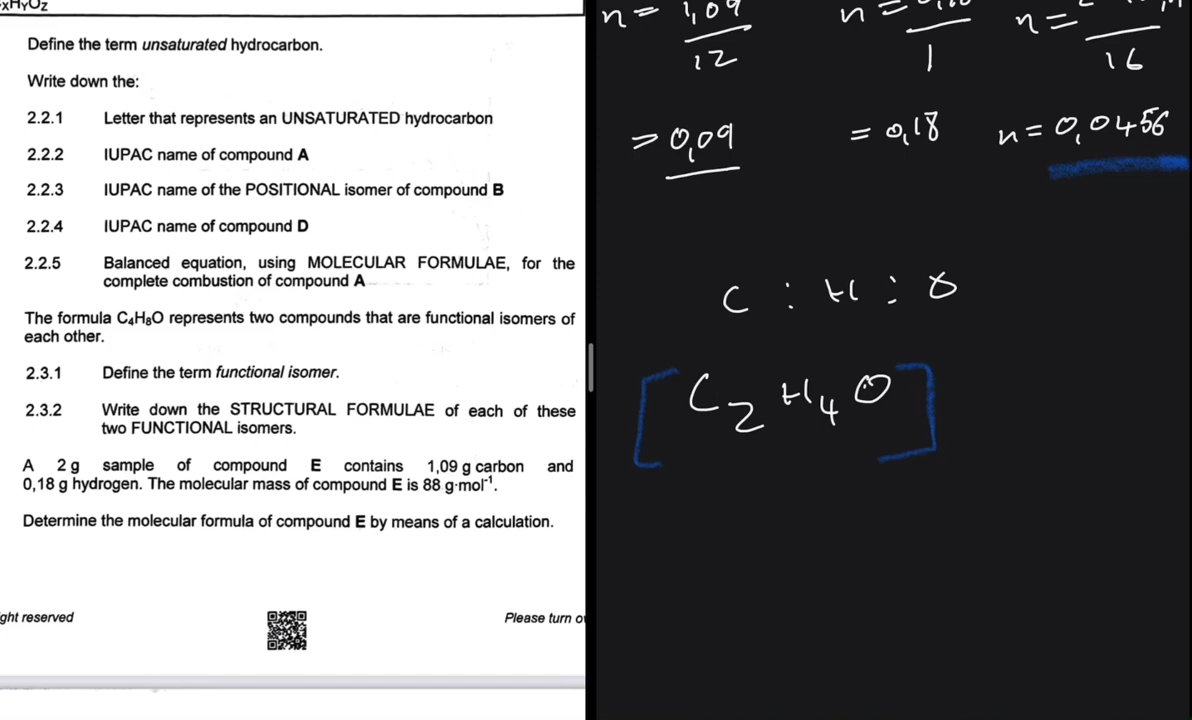 xHYOZ
Define the term unsaturated hydrocarbon.
Write down the:
2.2.1 Letter that represents an UNSATURATED hydrocarbon
2.2.2 IUPAC name of compound A
2.2.3 IUPAC name of the POSITIONAL isomer of compound B
2.2.4 IUPAC name of compound D
2.2.5 Balanced equation, using MOLECULAR FORMULAE, for the
complete combustion of compound A
The formula C₄H₈O represents two compounds that are functional isomers of
each other.
2.3.1 Define the term functional isomer.
2.3.2 Write down the STRUCTURAL FORMULAE of each of these
two FUNCTIONAL isomers.
A 2 g sample of compound E contains 1,09 g carbon and
0,18 g hydrogen. The molecular mass of compound E is 88 g·mol⁻¹.
Determine the molecular formula of compound E by means of a calculation.
ght reserved
Please turn o
n = 1,09 / 12
n = / 1
n = / 16
= 0,09 = 0,18 n = 0,0456
C : H : O
[C₂H₄O]